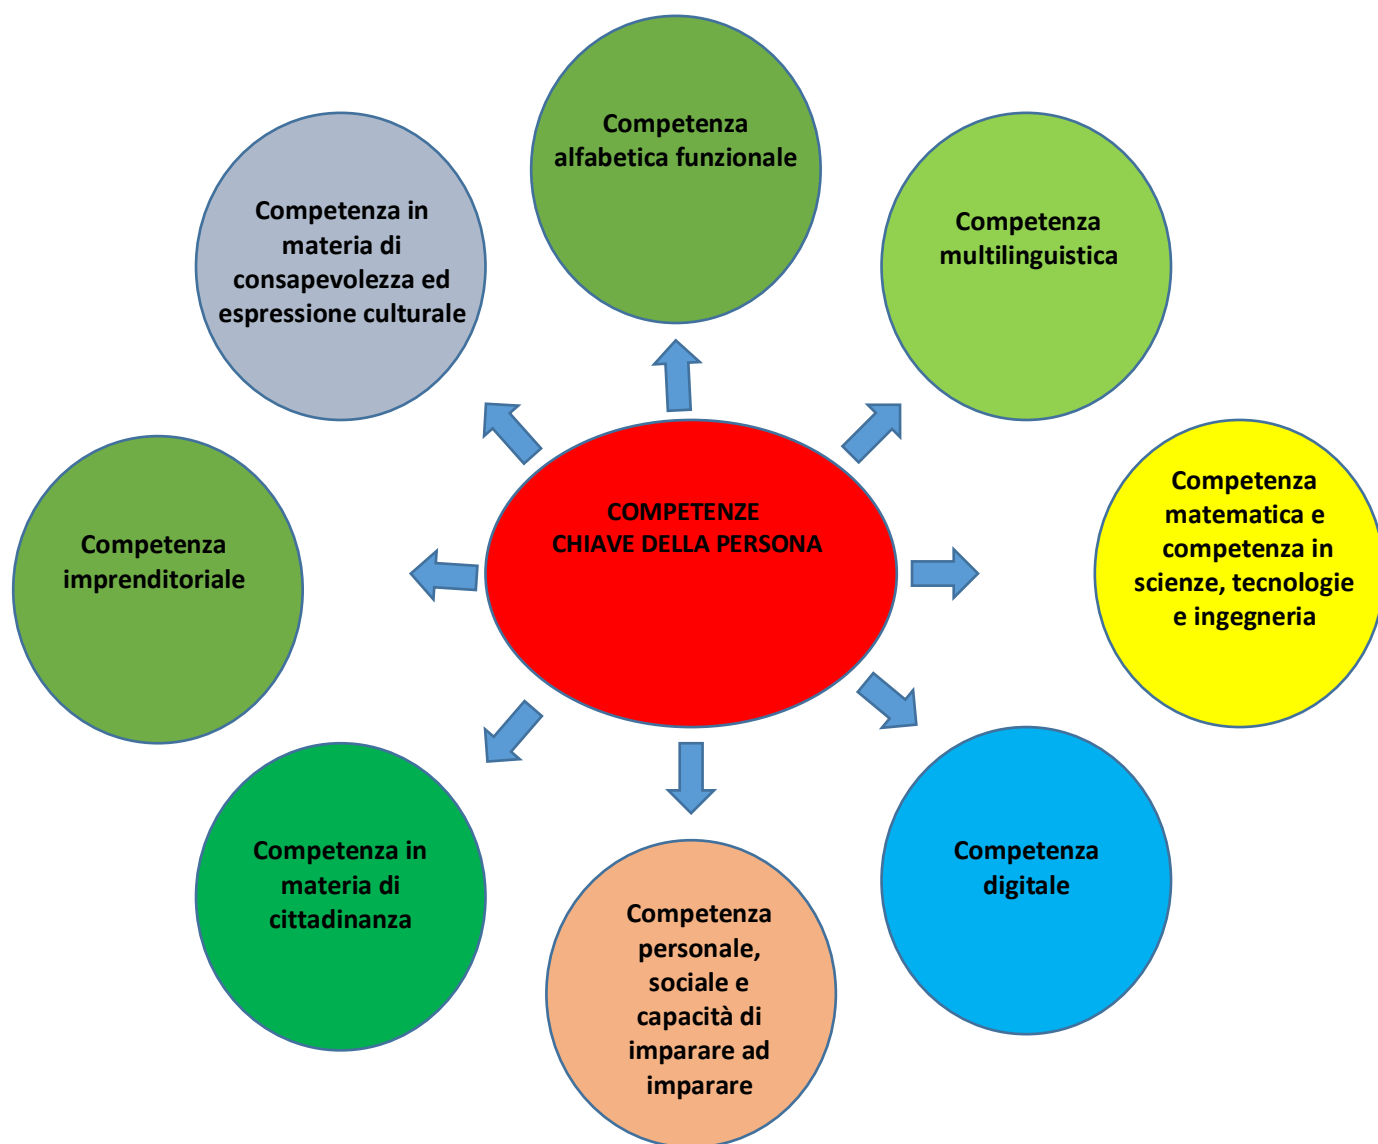 Competenza
alfabetica funzionale
Competenza
multilinguistica
Competenza in
materia di
consapevolezza ed
espressione culturale
COMPETENZE
CHIAVE DELLA PERSONA
Competenza
matematica e
competenza in
scienze, tecnologie
e ingegneria
Competenza
imprenditoriale
Competenza in
materia di
cittadinanza
Competenza
digitale
Competenza
personale,
sociale e
capacità di
imparare ad
imparare